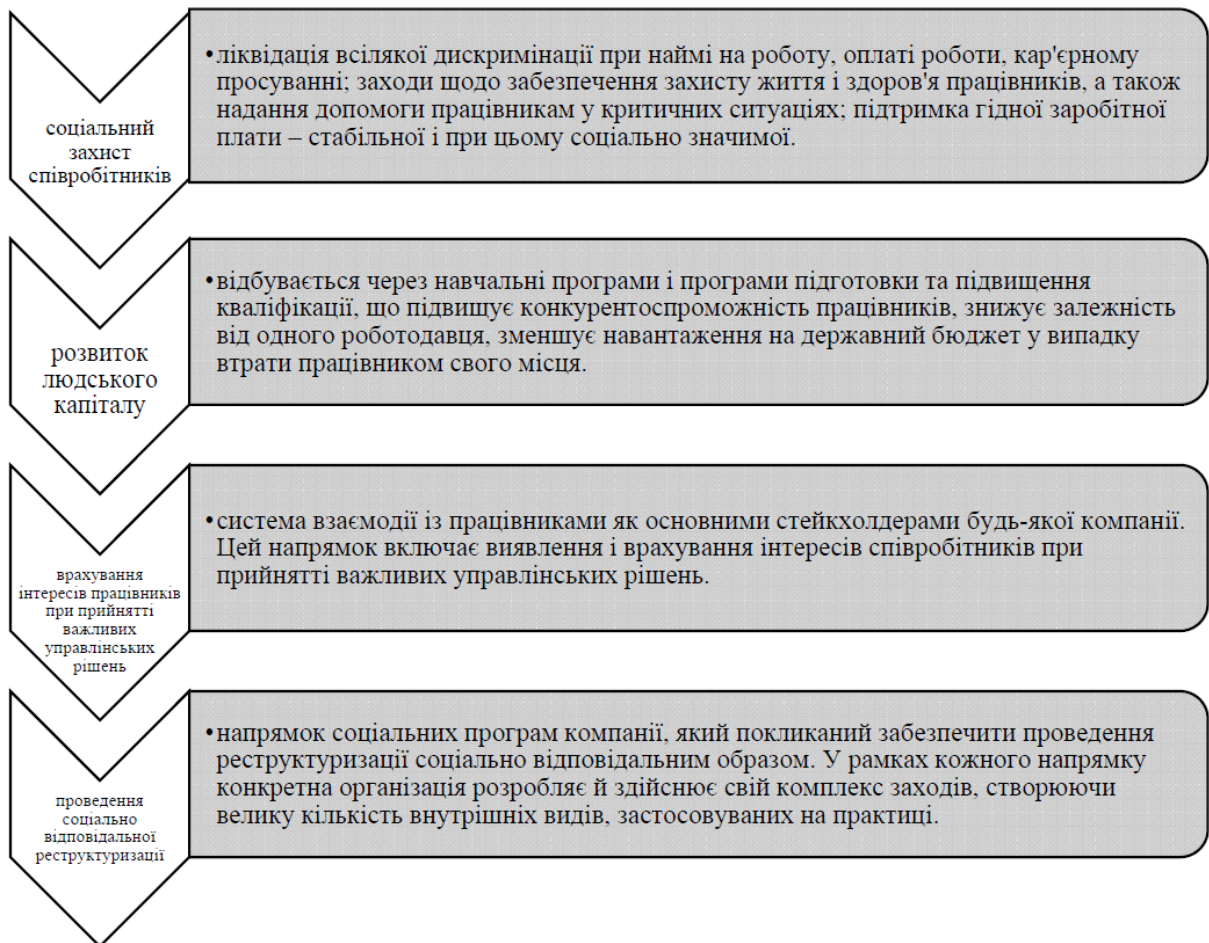 соціальний
захист
співробітників
•ліквідація всілякої дискримінації при наймі на роботу, оплаті роботи, кар'єрному
просуванні; заходи щодо забезпечення захисту життя і здоров'я працівників, а також
надання допомоги працівникам у критичних ситуаціях; підтримка гідної заробітної
плати – стабільної і при цьому соціально значимої.
розвиток
людського
капіталу
•відбувається через навчальні програми і програми підготовки та підвищення
кваліфікації, що підвищує конкурентоспроможність працівників, знижує залежність
від одного роботодавця, зменшує навантаження на державний бюджет у випадку
втрати працівником свого місця.
врахування
інтересів працівників
при прийнятті
важливих
управлінських
рішень
•система взаємодії із працівниками як основними стейкхолдерами будь-якої компанії.
Цей напрямок включає виявлення і врахування інтересів співробітників при
прийнятті важливих управлінських рішень.
проведення
соціально
відповідальної
реструктуризації
•напрямок соціальних програм компанії, який покликаний забезпечити проведення
реструктуризації соціально відповідальним образом. У рамках кожного напрямку
конкретна організація розробляє й здійснює свій комплекс заходів, створюючи
велику кількість внутрішніх видів, застосовуваних на практиці.